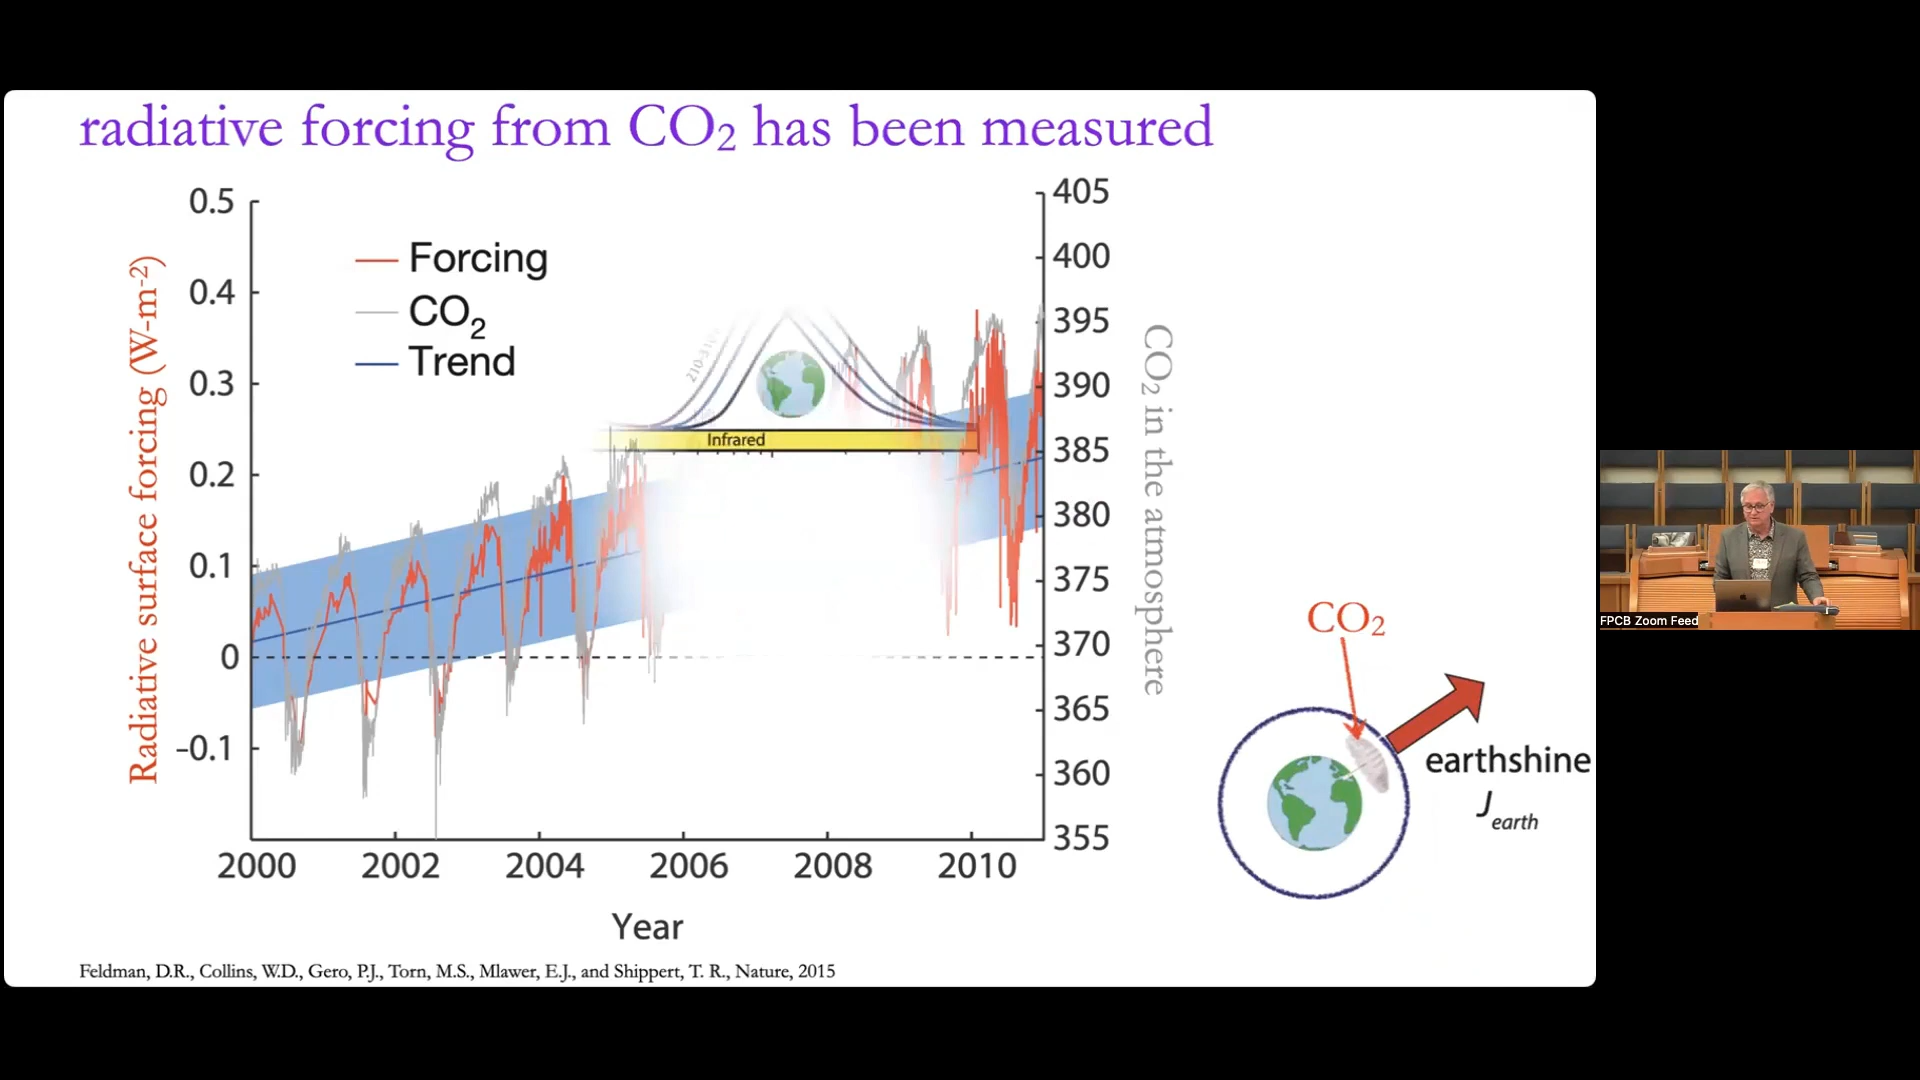 radiative forcing from CO2 has been measured
0.5
0.4
0.3
0.2
0.1
0
-0.1
Radiative surface forcing (W-m-2)
Forcing
CO2
Trend
Infrared
405
400
395
390
385
380
375
370
365
360
355
CO2 in the atmosphere
2000 2002 2004 2006 2008 2010
Year
CO2
earthshine
Jearth
Feldman, D.R., Collins, W.D., Gero, P.J., Torn, M.S., Mlawer, E.J., and Shippert, T. R., Nature, 2015
FPCB Zoom Feed